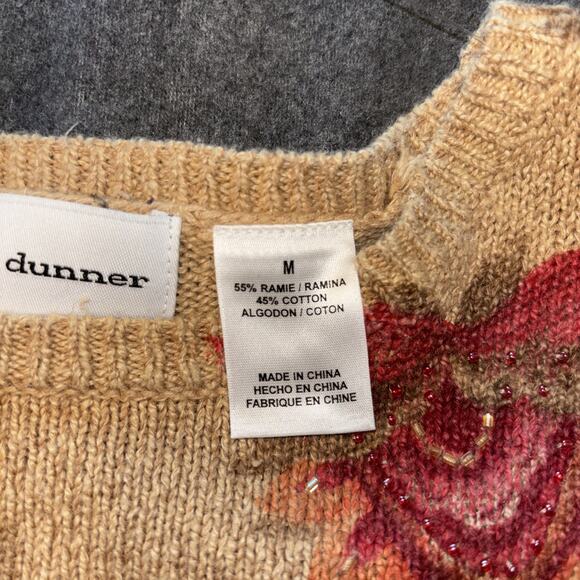 dunner
M
55% RAMIE / RAMINA
45% COTTON
ALGODON / COTON
MADE IN CHINA
HECHO EN CHINA
FABRIQUE EN CHINE